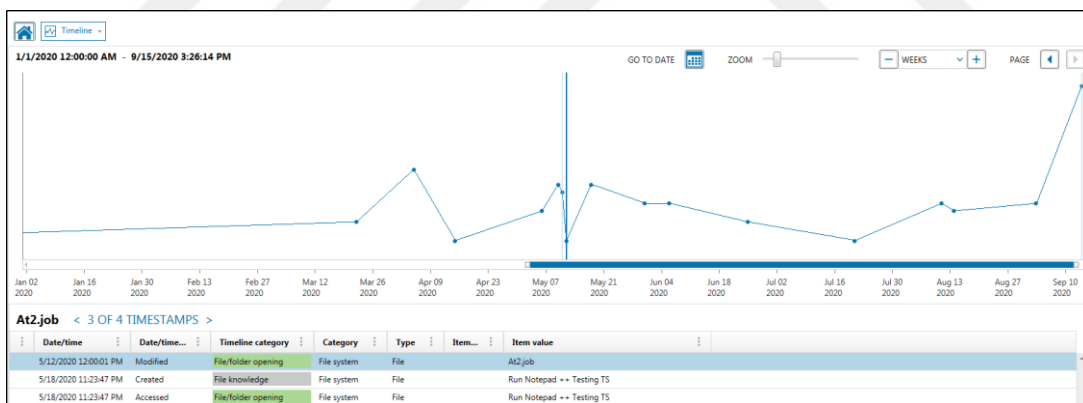 Timeline
1/1/2020 12:00:00 AM - 9/15/2020 3:26:14 PM
GO TO DATE ZOOM WEEKS PAGE
Jan 02 Jan 16 Jan 30 Feb 13 Feb 27 Mar 12 Mar 26 Apr 09 Apr 23 May 07 May 21 Jun 04 Jun 18 Jul 02 Jul 16 Jul 30 Aug 13 Aug 27 Sep 10
2020 2020 2020 2020 2020 2020 2020 2020 2020 2020 2020 2020 2020 2020 2020 2020 2020 2020 2020
At2.job < 3 OF 4 TIMESTAMPS >
Date/time Date/time... Timeline category Category Type Item... Item value
5/12/2020 12:00:01 PM Modified File/folder opening File system File At2.job
5/18/2020 11:23:47 PM Created File knowledge File system File Run Notepad ++ Testing TS
5/18/2020 11:23:47 PM Accessed File/folder opening File system File Run Notepad ++ Testing TS